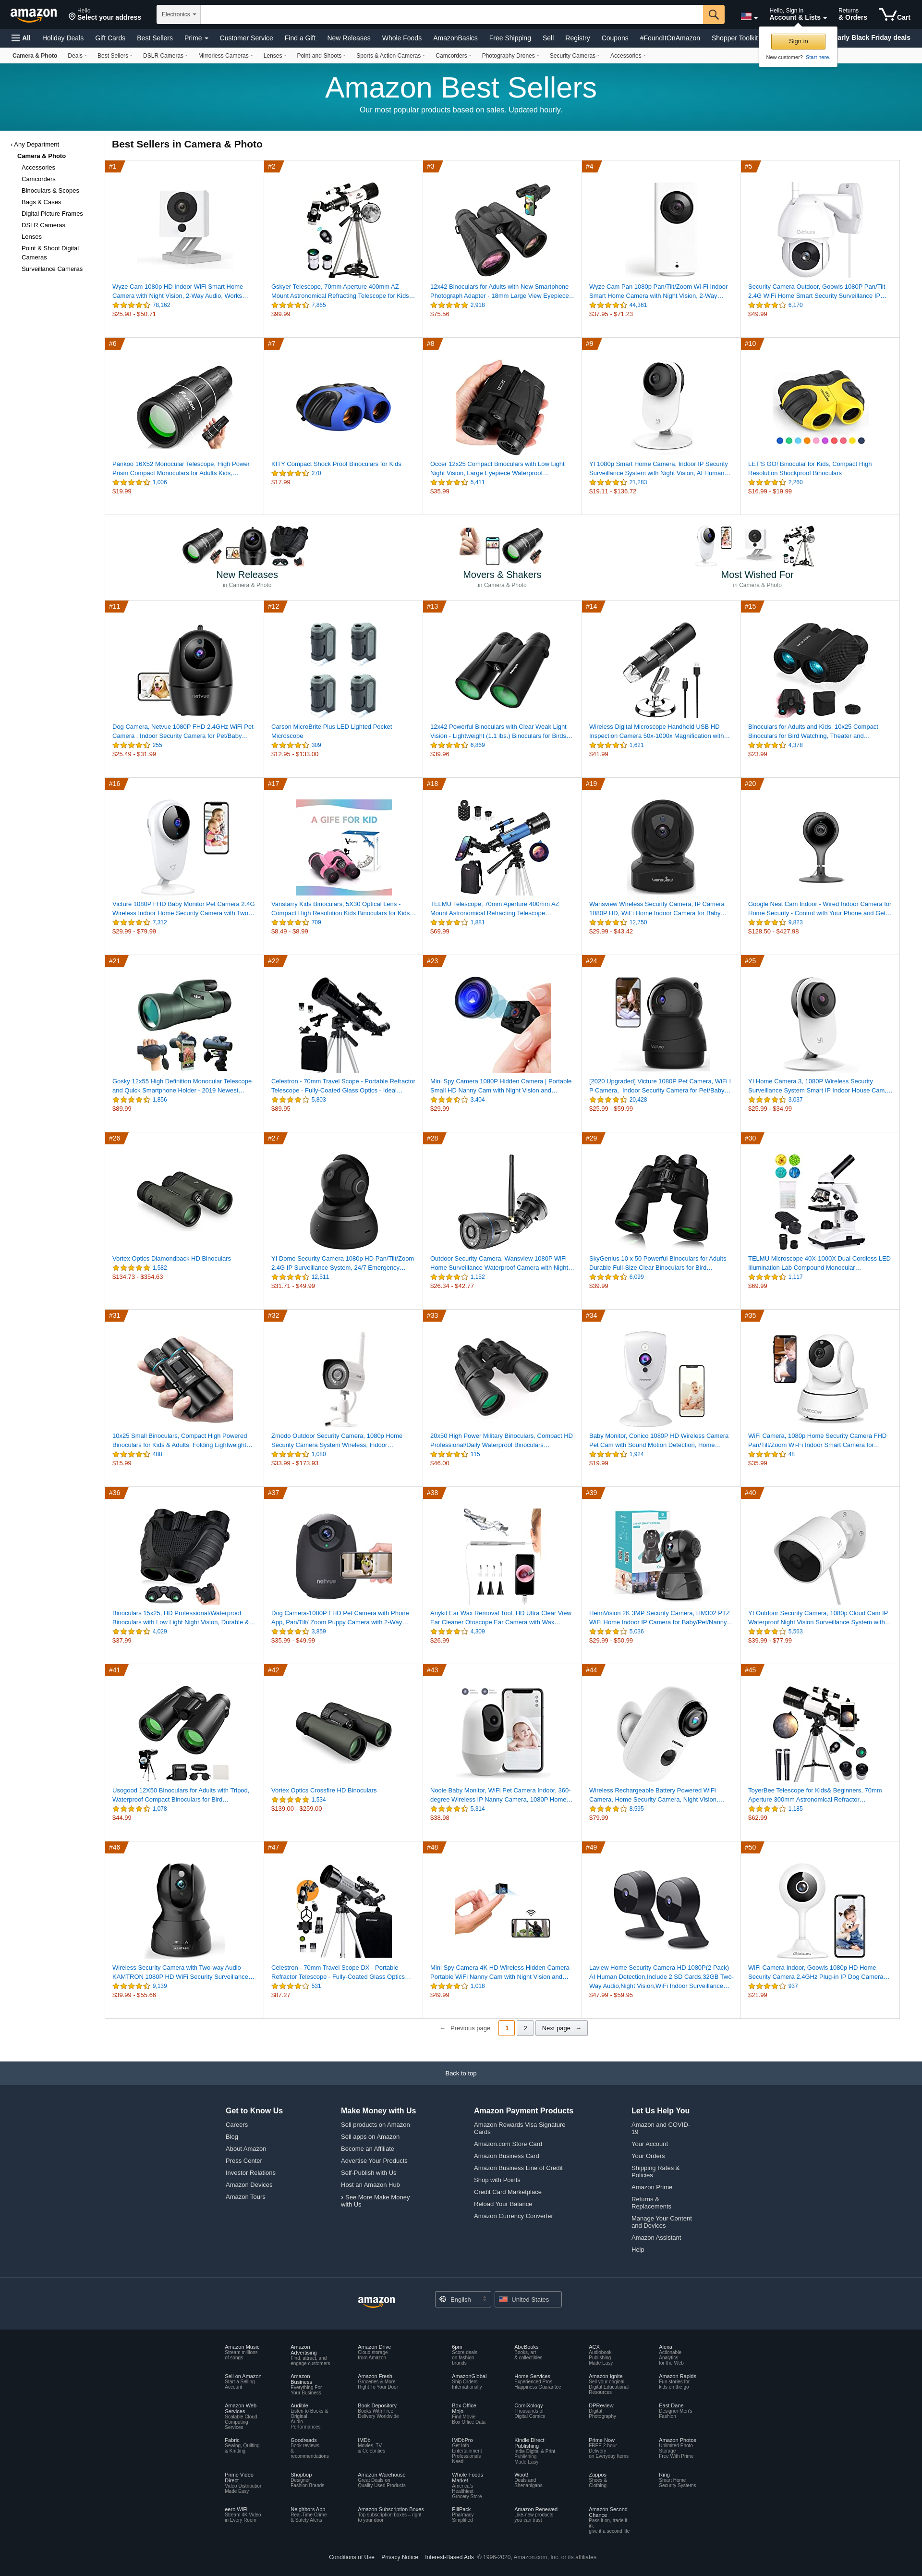 amazon
Hello
Select your address
Electronics
Hello, Sign in
Account & Lists
Returns
& Orders
Cart
All
Holiday Deals
Gift Cards
Best Sellers
Prime
Customer Service
Find a Gift
New Releases
Whole Foods
AmazonBasics
Free Shipping
Sell
Registry
Coupons
#FoundItOnAmazon
Shopper Toolkit
arly Black Friday deals
Sign in
New customer? Start here.
Camera & Photo
Deals
Best Sellers
DSLR Cameras
Mirrorless Cameras
Lenses
Point-and-Shoots
Sports & Action Cameras
Camcorders
Photography Drones
Security Cameras
Accessories
Amazon Best Sellers
Our most popular products based on sales. Updated hourly.
‹ Any Department
Camera & Photo
Accessories
Camcorders
Binoculars & Scopes
Bags & Cases
Digital Picture Frames
DSLR Cameras
Lenses
Point & Shoot Digital
Cameras
Surveillance Cameras
Best Sellers in Camera & Photo
#1
Wyze Cam 1080p HD Indoor WiFi Smart Home
Camera with Night Vision, 2-Way Audio, Works…
78,162
$25.98 - $50.71
#2
Gskyer Telescope, 70mm Aperture 400mm AZ
Mount Astronomical Refracting Telescope for Kids…
7,865
$99.99
#3
12x42 Binoculars for Adults with New Smartphone
Photograph Adapter - 18mm Large View Eyepiece…
2,918
$75.56
#4
Wyze Cam Pan 1080p Pan/Tilt/Zoom Wi-Fi Indoor
Smart Home Camera with Night Vision, 2-Way…
44,361
$37.95 - $71.23
#5
Security Camera Outdoor, Goowls 1080P Pan/Tilt
2.4G WiFi Home Smart Security Surveillance IP…
6,170
$49.99
#6
Pankoo 16X52 Monocular Telescope, High Power
Prism Compact Monoculars for Adults Kids,…
1,006
$19.99
#7
KITY Compact Shock Proof Binoculars for Kids
270
$17.99
#8
Occer 12x25 Compact Binoculars with Low Light
Night Vision, Large Eyepiece Waterproof…
5,411
$35.99
#9
YI 1080p Smart Home Camera, Indoor IP Security
Surveillance System with Night Vision, AI Human…
21,283
$19.11 - $136.72
#10
LET'S GO! Binocular for Kids, Compact High
Resolution Shockproof Binoculars
2,260
$16.99 - $19.99
New Releases
in Camera & Photo
Movers & Shakers
in Camera & Photo
Most Wished For
in Camera & Photo
#11
netvue
Dog Camera, Netvue 1080P FHD 2.4GHz WiFi Pet
Camera , Indoor Security Camera for Pet/Baby…
255
$25.49 - $31.99
#12
Carson MicroBrite Plus LED Lighted Pocket
Microscope
309
$12.95 - $133.00
#13
12x42 Powerful Binoculars with Clear Weak Light
Vision - Lightweight (1.1 lbs.) Binoculars for Birds…
6,869
$39.96
#14
Wireless Digital Microscope Handheld USB HD
Inspection Camera 50x-1000x Magnification with…
1,621
$41.99
#15
Binoculars for Adults and Kids, 10x25 Compact
Binoculars for Bird Watching, Theater and…
4,378
$23.99
#16
Victure 1080P FHD Baby Monitor Pet Camera 2.4G
Wireless Indoor Home Security Camera with Two…
7,312
$29.99 - $79.99
#17
A GIFE FOR KID
Vanstarry Kids Binoculars, 5X30 Optical Lens -
Compact High Resolution Kids Binoculars for Kids…
709
$8.49 - $8.99
#18
TELMU Telescope, 70mm Aperture 400mm AZ
Mount Astronomical Refracting Telescope…
1,881
$69.99
#19
wansview
Wansview Wireless Security Camera, IP Camera
1080P HD, WiFi Home Indoor Camera for Baby…
12,750
$29.99 - $43.42
#20
Google Nest Cam Indoor - Wired Indoor Camera for
Home Security - Control with Your Phone and Get…
9,823
$128.50 - $427.98
#21
Gosky 12x55 High Definition Monocular Telescope
and Quick Smartphone Holder - 2019 Newest…
1,856
$89.99
#22
Celestron - 70mm Travel Scope - Portable Refractor
Telescope - Fully-Coated Glass Optics - Ideal…
5,803
$89.95
#23
Mini Spy Camera 1080P Hidden Camera | Portable
Small HD Nanny Cam with Night Vision and…
3,404
$29.99
#24
Victure
[2020 Upgraded] Victure 1080P Pet Camera, WiFi I
P Camera, Indoor Security Camera for Pet/Baby…
20,428
$25.99 - $59.99
#25
YI Home Camera 3, 1080P Wireless Security
Surveillance System Smart IP Indoor House Cam,…
3,037
$25.99 - $34.99
#26
Vortex Optics Diamondback HD Binoculars
1,582
$134.73 - $354.63
#27
YI Dome Security Camera 1080p HD Pan/Tilt/Zoom
2.4G IP Surveillance System, 24/7 Emergency…
12,511
$31.71 - $49.99
#28
Outdoor Security Camera, Wansview 1080P WiFi
Home Surveillance Waterproof Camera with Night…
1,152
$26.34 - $42.77
#29
SkyGenius 10 x 50 Powerful Binoculars for Adults
Durable Full-Size Clear Binoculars for Bird…
6,099
$39.99
#30
TELMU Microscope 40X-1000X Dual Cordless LED
Illumination Lab Compound Monocular…
1,117
$69.99
#31
10x25 Small Binoculars, Compact High Powered
Binoculars for Kids & Adults, Folding Lightweight…
488
$15.99
#32
Zmodo Outdoor Security Camera, 1080p Home
Security Camera System Wireless, Indoor…
1,080
$33.99 - $173.93
#33
20x50 High Power Military Binoculars, Compact HD
Professional/Daily Waterproof Binoculars…
115
$46.00
#34
Baby Monitor, Conico 1080P HD Wireless Camera
Pet Cam with Sound Motion Detection, Home…
1,924
$19.99
#35
WiFi Camera, 1080p Home Security Camera FHD
Pan/Tilt/Zoom Wi-Fi Indoor Smart Camera for…
48
$35.99
#36
Binoculars 15x25, HD Professional/Waterproof
Binoculars with Low Light Night Vision, Durable &…
4,029
$37.99
#37
netvue
Dog Camera-1080P FHD Pet Camera with Phone
App, Pan/Tilt/ Zoom Puppy Camera with 2-Way…
3,859
$35.99 - $49.99
#38
Anykit Ear Wax Removal Tool, HD Ultra Clear View
Ear Cleaner Otoscope Ear Camera with Wax…
4,309
$26.99
#39
HeimVision 2K 3MP Security Camera, HM302 PTZ
WiFi Home Indoor IP Camera for Baby/Pet/Nanny…
5,036
$29.99 - $50.99
#40
YI Outdoor Security Camera, 1080p Cloud Cam IP
Waterproof Night Vision Surveillance System with…
5,563
$39.99 - $77.99
#41
Usogood 12X50 Binoculars for Adults with Tripod,
Waterproof Compact Binoculars for Bird…
1,078
$44.99
#42
Vortex Optics Crossfire HD Binoculars
1,534
$139.00 - $259.00
#43
Nooie Baby Monitor, WiFi Pet Camera Indoor, 360-
degree Wireless IP Nanny Camera, 1080P Home…
5,314
$38.98
#44
Wireless Rechargeable Battery Powered WiFi
Camera, Home Security Camera, Night Vision,…
8,595
$79.99
#45
ToyerBee Telescope for Kids& Beginners, 70mm
Aperture 300mm Astronomical Refractor…
1,185
$62.99
#46
Wireless Security Camera with Two-way Audio -
KAMTRON 1080P HD WiFi Security Surveillance…
9,139
$39.99 - $55.66
#47
Celestron - 70mm Travel Scope DX - Portable
Refractor Telescope - Fully-Coated Glass Optics…
531
$87.27
#48
Mini Spy Camera 4K HD Wireless Hidden Camera
Portable WiFi Nanny Cam with Night Vision and…
1,018
$49.99
#49
Laview Home Security Camera HD 1080P(2 Pack)
AI Human Detection,Include 2 SD Cards,32GB Two-
Way Audio,Night Vision,WiFi Indoor Surveillance…
$47.99 - $59.95
#50
WiFi Camera Indoor, Goowls 1080p HD Home
Security Camera 2.4GHz Plug-in IP Dog Camera…
937
$21.99
← Previous page
1
2
Next page →
Back to top
Get to Know Us
Careers
Blog
About Amazon
Press Center
Investor Relations
Amazon Devices
Amazon Tours
Make Money with Us
Sell products on Amazon
Sell apps on Amazon
Become an Affiliate
Advertise Your Products
Self-Publish with Us
Host an Amazon Hub
› See More Make Money
with Us
Amazon Payment Products
Amazon Rewards Visa Signature
Cards
Amazon.com Store Card
Amazon Business Card
Amazon Business Line of Credit
Shop with Points
Credit Card Marketplace
Reload Your Balance
Amazon Currency Converter
Let Us Help You
Amazon and COVID-
19
Your Account
Your Orders
Shipping Rates &
Policies
Amazon Prime
Returns &
Replacements
Manage Your Content
and Devices
Amazon Assistant
Help
amazon
English
United States
Amazon Music
Stream millions
of songs
Amazon
Advertising
Find, attract, and
engage customers
Amazon Drive
Cloud storage
from Amazon
6pm
Score deals
on fashion
brands
AbeBooks
Books, art
& collectibles
ACX
Audiobook
Publishing
Made Easy
Alexa
Actionable
Analytics
for the Web
Sell on Amazon
Start a Selling
Account
Amazon
Business
Everything For
Your Business
Amazon Fresh
Groceries & More
Right To Your Door
AmazonGlobal
Ship Orders
Internationally
Home Services
Experienced Pros
Happiness Guarantee
Amazon Ignite
Sell your original
Digital Educational
Resources
Amazon Rapids
Fun stories for
kids on the go
Amazon Web
Services
Scalable Cloud
Computing
Services
Audible
Listen to Books &
Original
Audio
Performances
Book Depository
Books With Free
Delivery Worldwide
Box Office
Mojo
Find Movie
Box Office Data
ComiXology
Thousands of
Digital Comics
DPReview
Digital
Photography
East Dane
Designer Men's
Fashion
Fabric
Sewing, Quilting
& Knitting
Goodreads
Book reviews
&
recommendations
IMDb
Movies, TV
& Celebrities
IMDbPro
Get Info
Entertainment
Professionals
Need
Kindle Direct
Publishing
Indie Digital & Print
Publishing
Made Easy
Prime Now
FREE 2-hour
Delivery
on Everyday Items
Amazon Photos
Unlimited Photo
Storage
Free With Prime
Prime Video
Direct
Video Distribution
Made Easy
Shopbop
Designer
Fashion Brands
Amazon Warehouse
Great Deals on
Quality Used Products
Whole Foods
Market
America's
Healthiest
Grocery Store
Woot!
Deals and
Shenanigans
Zappos
Shoes &
Clothing
Ring
Smart Home
Security Systems
eero WiFi
Stream 4K Video
in Every Room
Neighbors App
Real-Time Crime
& Safety Alerts
Amazon Subscription Boxes
Top subscription boxes – right
to your door
PillPack
Pharmacy
Simplified
Amazon Renewed
Like-new products
you can trust
Amazon Second
Chance
Pass it on, trade it
in,
give it a second life
Conditions of Use
Privacy Notice
Interest-Based Ads
© 1996-2020, Amazon.com, Inc. or its affiliates